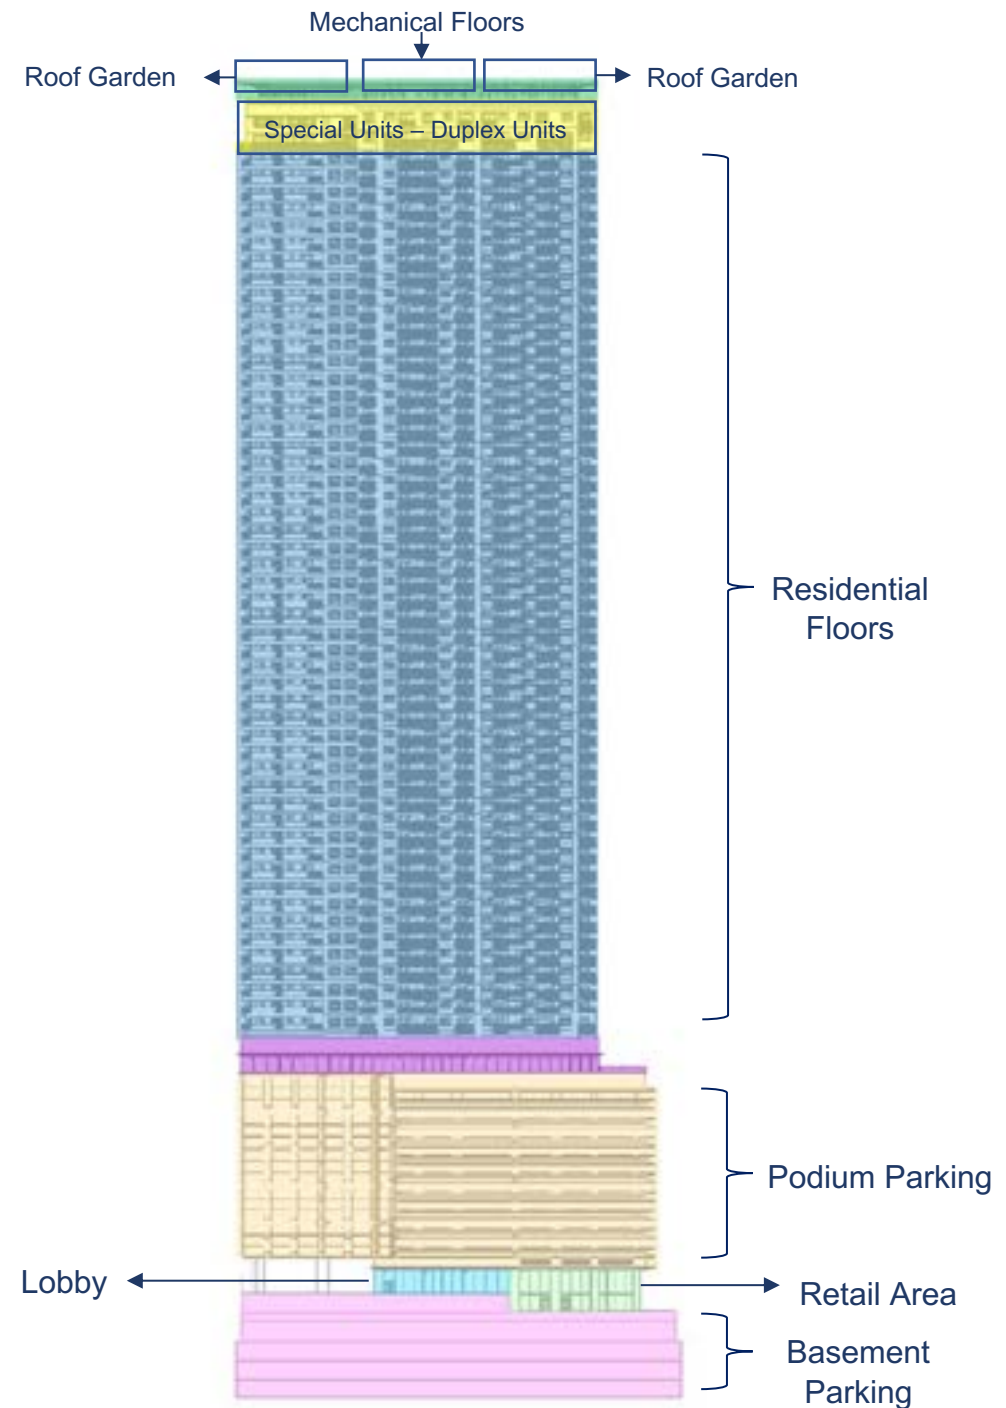 Mechanical Floors
Roof Garden
Roof Garden
Special Units – Duplex Units
Residential
Floors
Podium Parking
Lobby
Retail Area
Basement
Parking